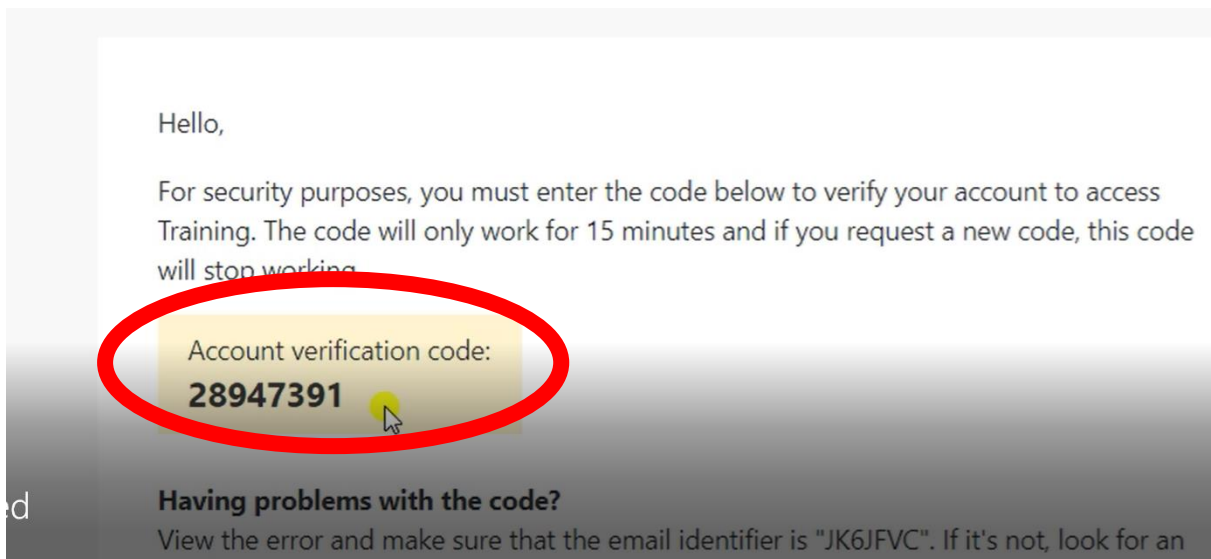 Hello,
For security purposes, you must enter the code below to verify your account to access
Training. The code will only work for 15 minutes and if you request a new code, this code
will stop working.
Account verification code:
28947391
ed
Having problems with the code?
View the error and make sure that the email identifier is "JK6JFVC". If it's not, look for an